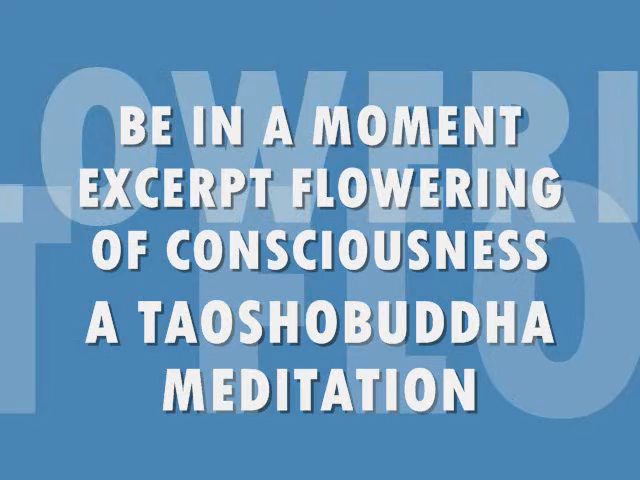 BE IN A MOMENT
EXCERPT FLOWERING
OF CONSCIOUSNESS
A TAOSHOBUDDHA
MEDITATION